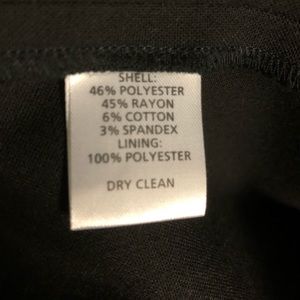 SHELL:
46% POLYESTER
45% RAYON
6% COTTON
3% SPANDEX
LINING:
100% POLYESTER
DRY CLEAN